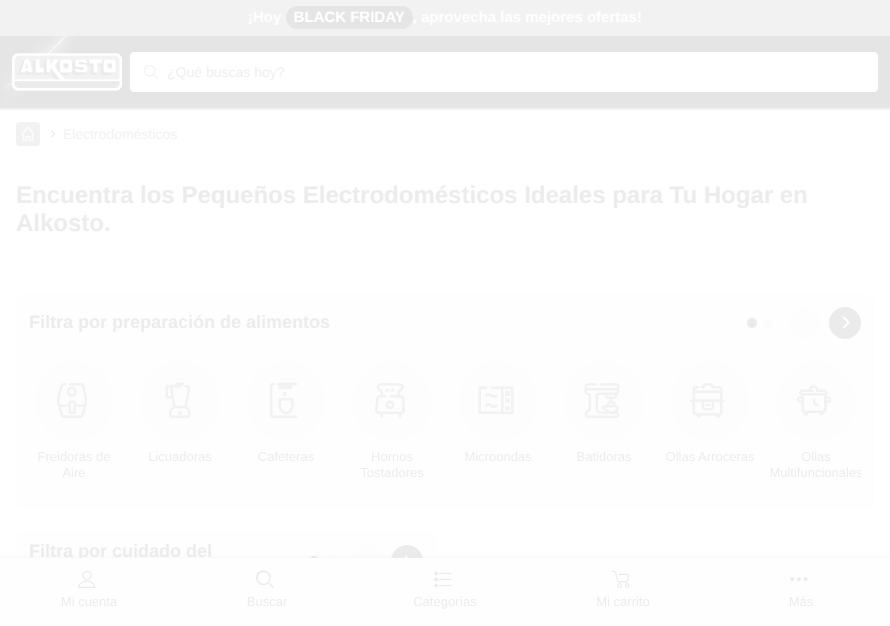 ¡Hoy BLACK FRIDAY, aprovecha las mejores ofertas!
ALKOSTO
¿Qué buscas hoy?
Electrodomésticos
Encuentra los Pequeños Electrodomésticos Ideales para Tu Hogar en
Alkosto.
Filtra por preparación de alimentos
Freidoras de
Aire
Licuadoras
Cafeteras
Hornos
Tostadores
Microondas
Batidoras
Ollas Arroceras
Ollas
Multifuncionales
Filtra por cuidado del
Mi cuenta
Buscar
Categorías
Mi carrito
Más